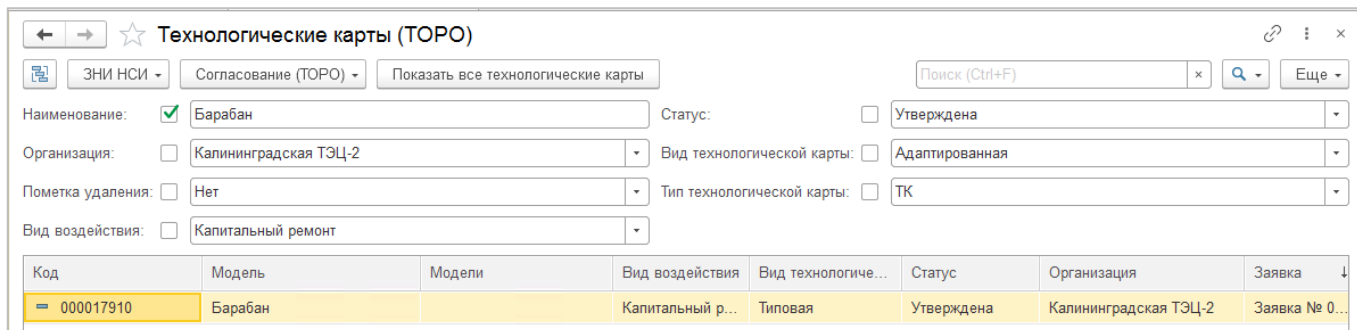 Технологические карты (ТОРО)
ЗНИ НСИ Согласование (ТОРО) Показать все технологические карты Поиск (Ctrl+F) Еще
Наименование: Барабан Статус: Утверждена
Организация: Калининградская ТЭЦ-2 Вид технологической карты: Адаптированная
Пометка удаления: Нет Тип технологической карты: ТК
Вид воздействия: Капитальный ремонт
Код Модель Модели Вид воздействия Вид технологиче... Статус Организация Заявка
000017910 Барабан Капитальный р... Типовая Утверждена Калининградская ТЭЦ-2 Заявка № 0...